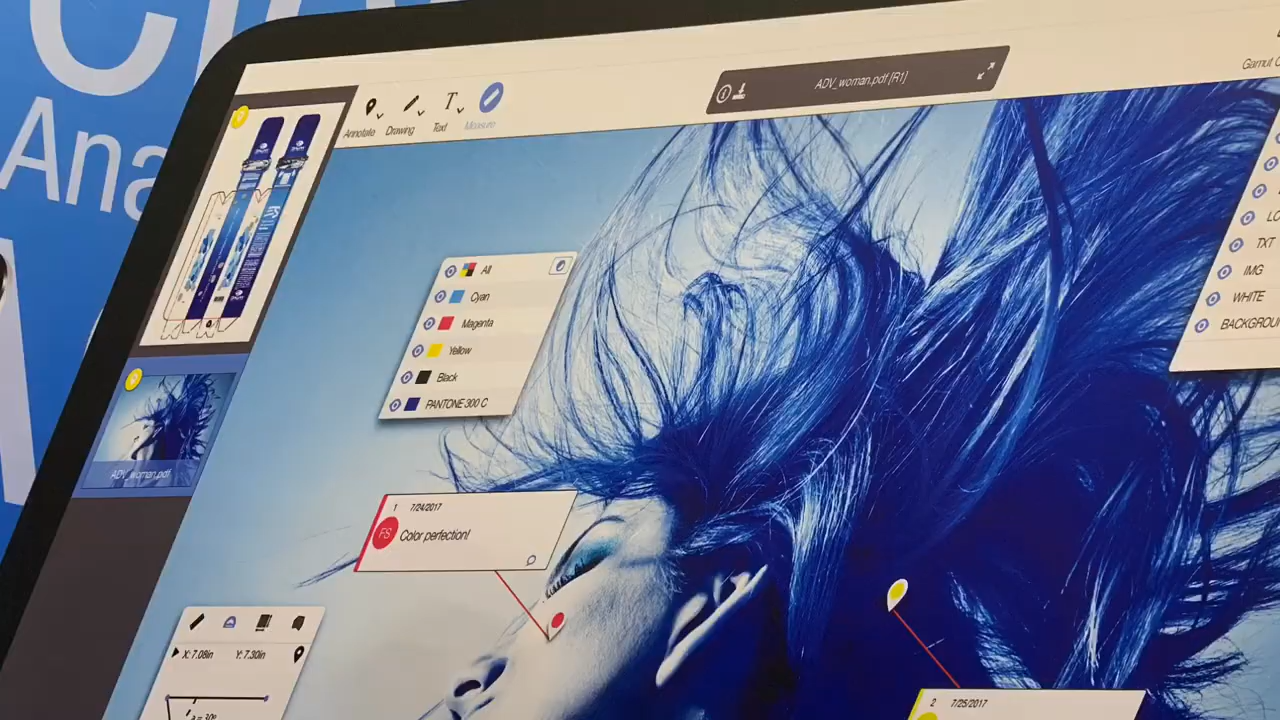 Ana
Annotate
Drawing
Text
Measure
ADV_woman.pdf [R1]
Gamut
All
Cyan
Magenta
Yellow
Black
PANTONE 300 C
TXT
IMG
WHITE
BACKGROU
ADV_woman.pdf
1 7/24/2017
FS Color perfection!
X: 7.08in Y: 7.30in
a = 30º
2 7/25/2017